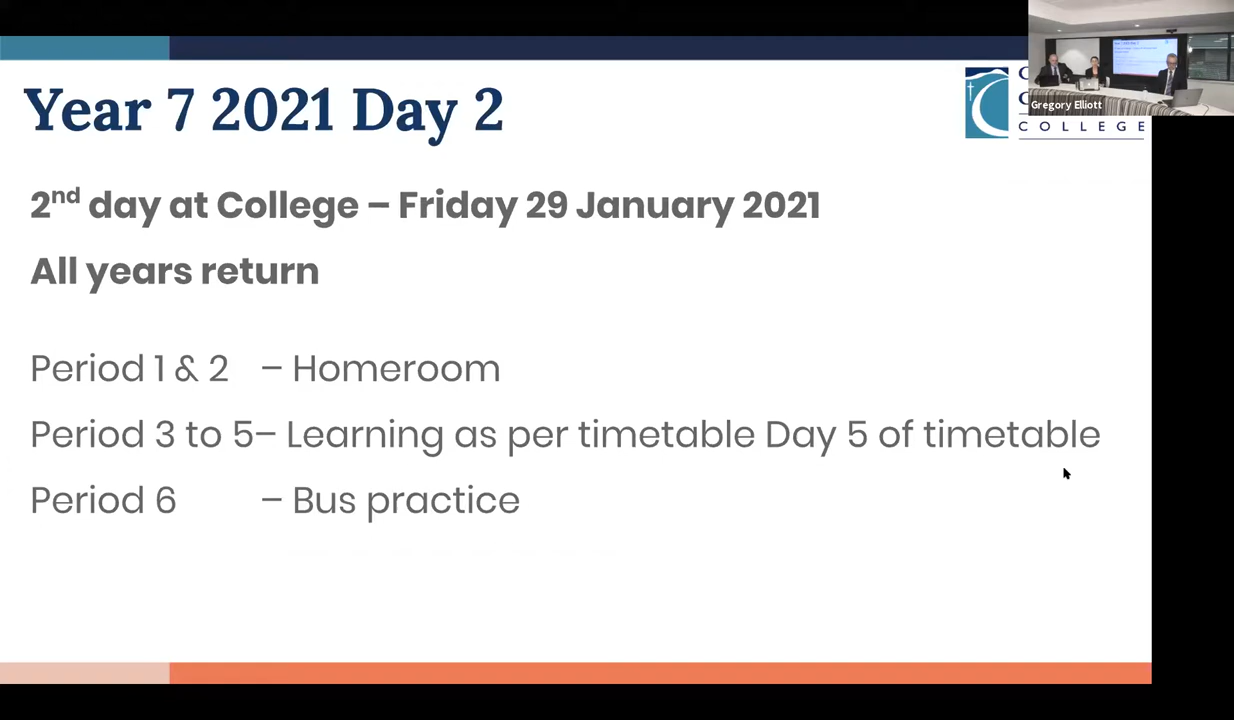 Year 7 2021 Day 2
C
C
COLLEGE
Gregory Elliott
2nd day at College – Friday 29 January 2021
All years return
Period 1 & 2 – Homeroom
Period 3 to 5– Learning as per timetable Day 5 of timetable
Period 6 – Bus practice